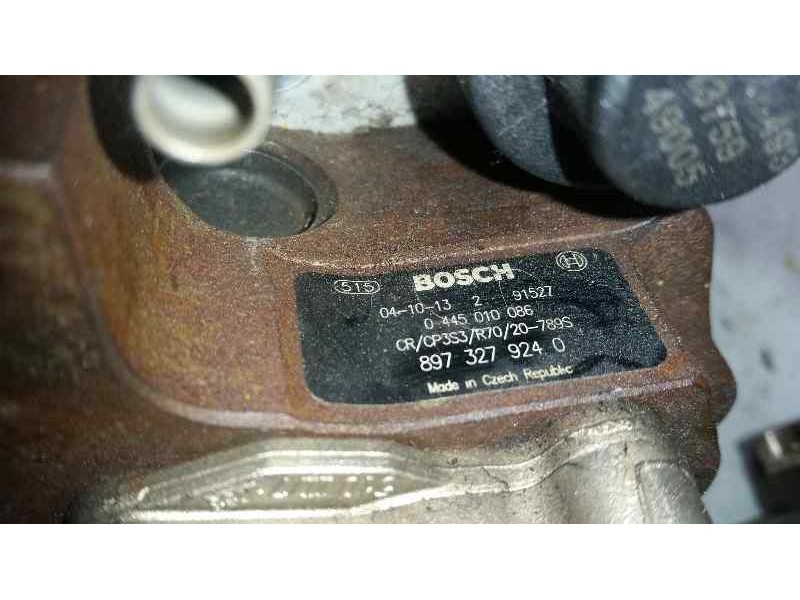 515 BOSCH H
04-10-13 2 91527
0 445 010 086
CR/CP3S3/R70/20-789S
897 327 924 0
Made in Czech Republic
49005